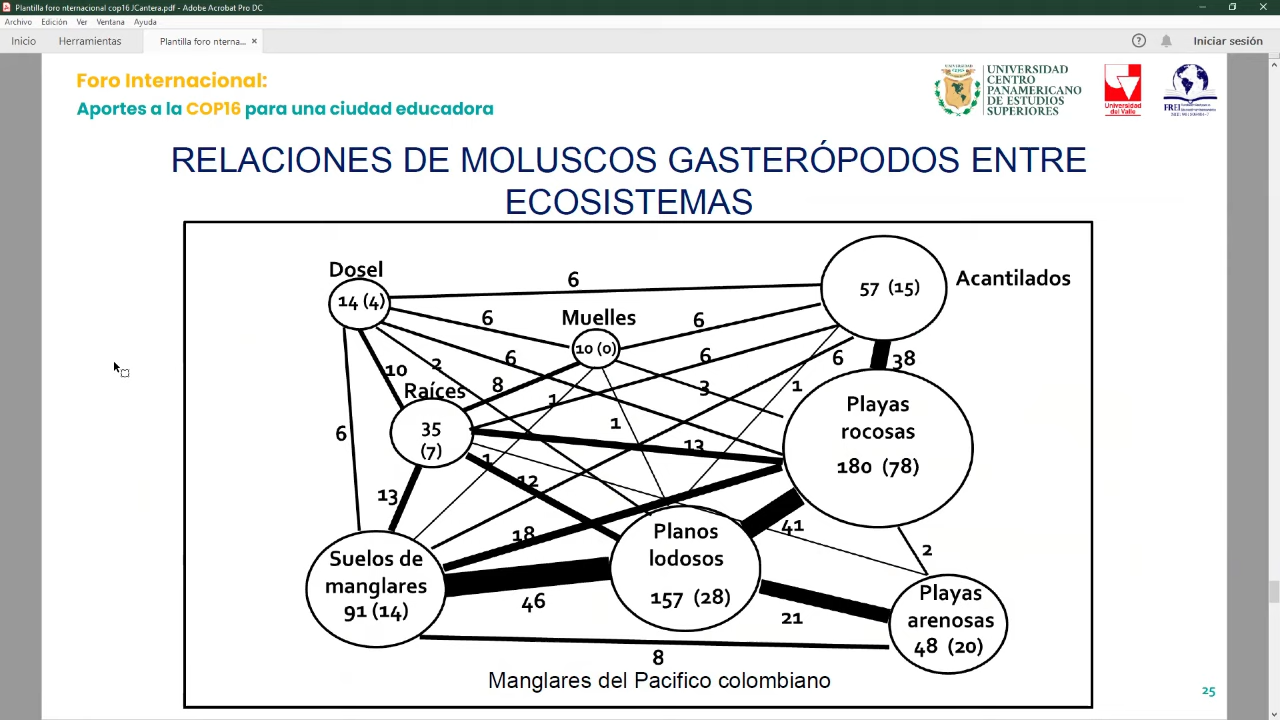 Plantilla foro nternacional cop16 JCantera.pdf - Adobe Acrobat Pro DC
Archivo Edición Ver Ventana Ayuda
Inicio Herramientas Plantilla foro nterna... × Iniciar sesión
Foro Internacional:
Aportes a la COP16 para una ciudad educadora
UNIVERSIDAD
CENTRO
PANAMERICANO
DE ESTUDIOS
SUPERIORES
Universidad
del Valle
FREI
RELACIONES DE MOLUSCOS GASTERÓPODOS ENTRE
ECOSISTEMAS
Dosel
14 (4)
6
Acantilados
57 (15)
6
Muelles
6
10 (0)
10
2
6
6
6
38
Raíces
8
1
3
1
Playas
rocosas
180 (78)
35
(7)
6
1
13
1
12
13
18
41
2
Suelos de
manglares
91 (14)
Planos
lodosos
157 (28)
46
21
Playas
arenosas
48 (20)
8
Manglares del Pacifico colombiano
25